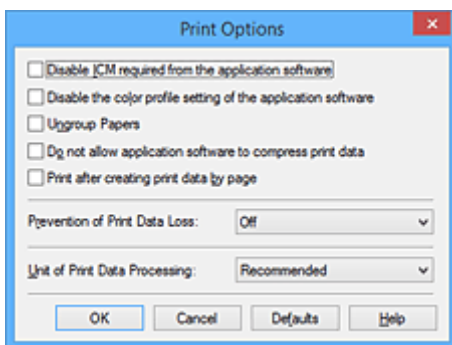 Print Options
Disable ICM required from the application software
Disable the color profile setting of the application software
Ungroup Papers
Do not allow application software to compress print data
Print after creating print data by page
Prevention of Print Data Loss: Off
Unit of Print Data Processing: Recommended
OK Cancel Defaults Help